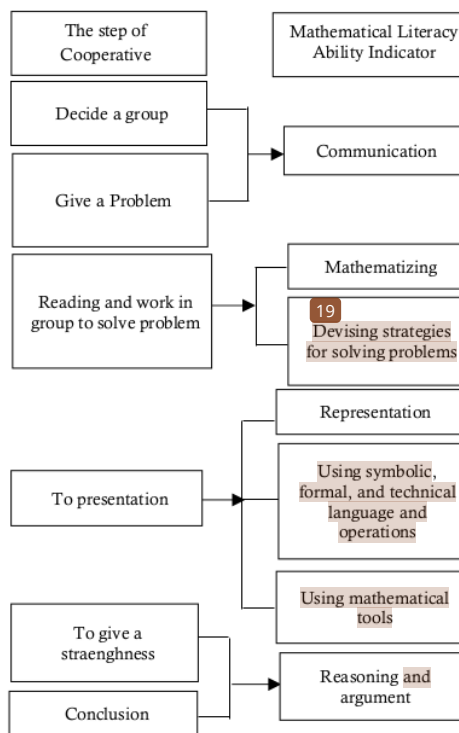 The step of
Cooperative
Mathematical Literacy
Ability Indicator
Decide a group
Communication
Give a Problem
Reading and work in
group to solve problem
Mathematizing
19
Devising strategies
for solving problems
To presentation
Representation
Using symbolic,
formal, and technical
language and
operations
Using mathematical
tools
To give a
straenghness
Conclusion
Reasoning and
argument